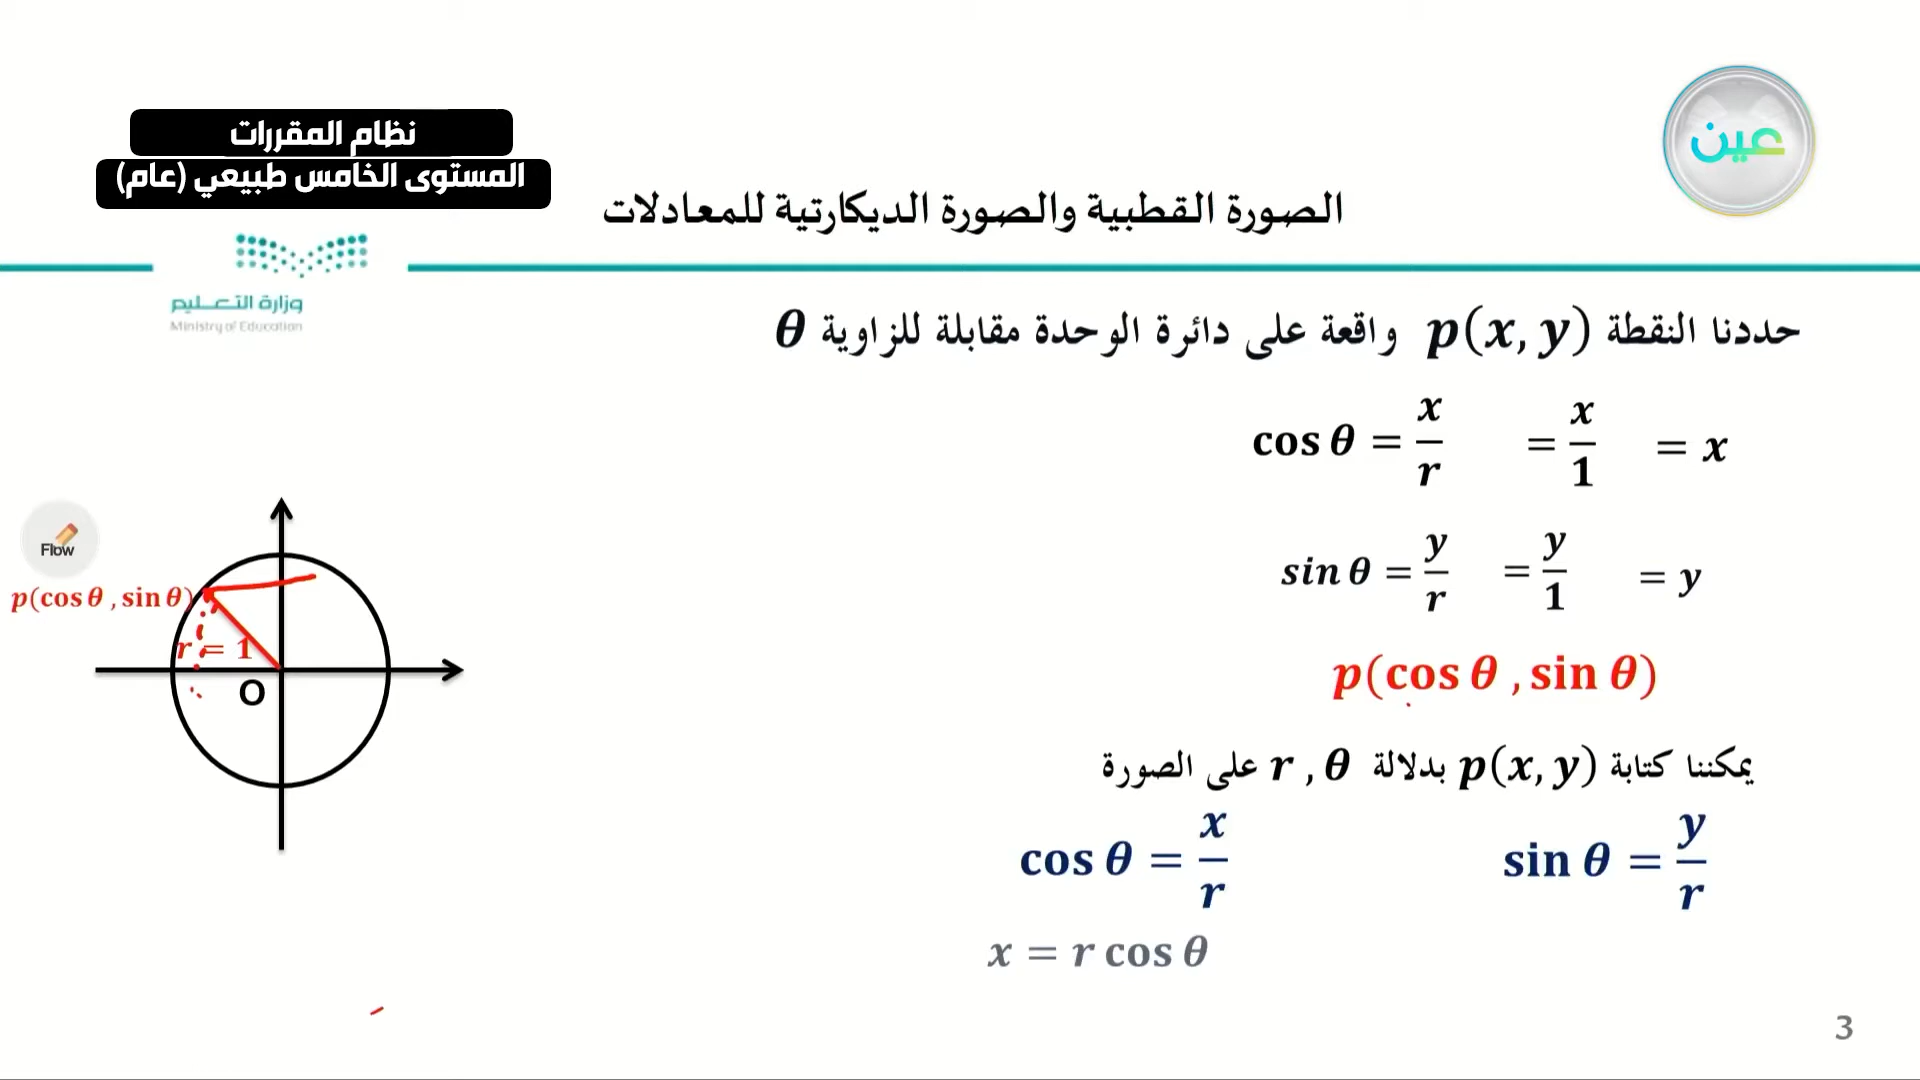 عين
نظام المقررات
المستوى الخامس طبيعي (عام)
الصورة القطبية والصورة الديكارتية للمعادلات
وزارة التعليم
Ministry of Education
حددنا النقطة p(x, y) واقعة على دائرة الوحدة مقابلة للزاوية θ
cos θ = x/r = x/1 = x
sin θ = y/r = y/1 = y
p(cos θ , sin θ)
Flow
p(cos θ , sin θ)
r = 1
O
يمكننا كتابة p(x, y) بدلالة r , θ على الصورة
cos θ = x/r sin θ = y/r
x = r cos θ
3